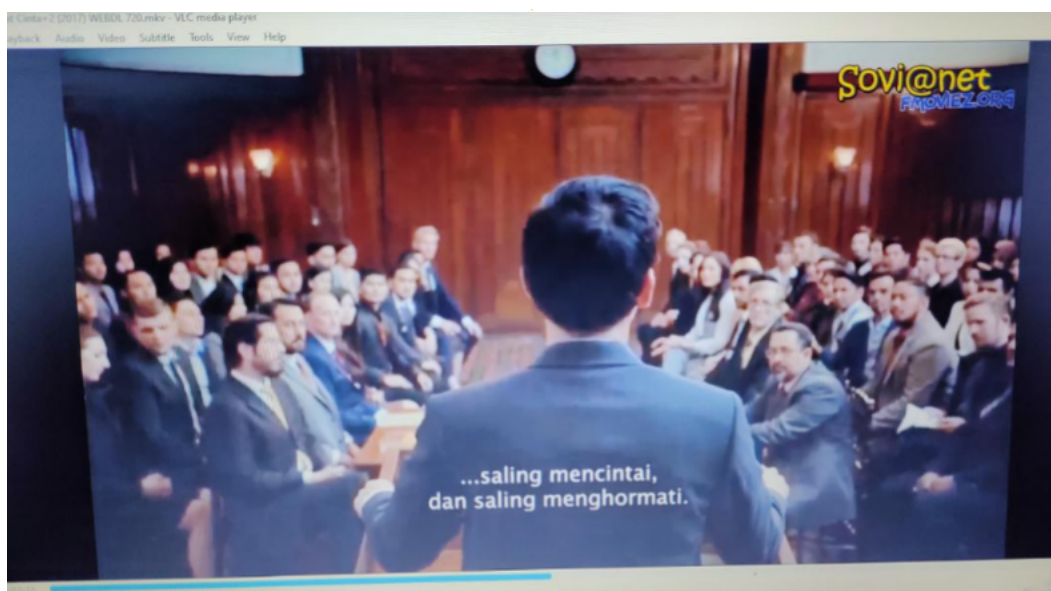 Cinta+2 (2017) WEBDL 720.mkv - VLC media player
Audio Video Subtitle Tools View Help
Sovi@net
FMOVIEZ.ORG
...saling mencintai,
dan saling menghormati.